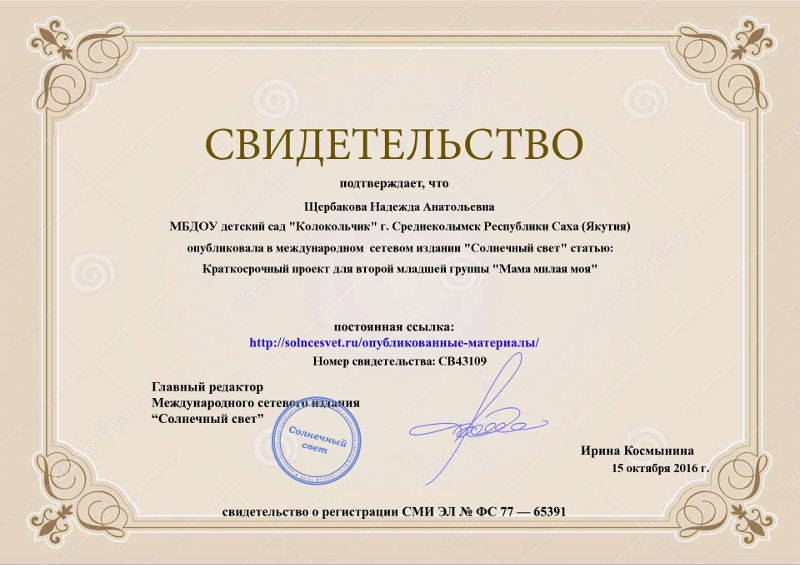 СВИДЕТЕЛЬСТВО
подтверждает, что
Щербакова Надежда Анатольевна
МБДОУ детский сад "Колокольчик" г. Среднеколымск Республики Саха (Якутия)
опубликовала в международном сетевом издании "Солнечный свет" статью:
Краткосрочный проект для второй младшей группы "Мама милая моя"
постоянная ссылка:
http://solncesvet.ru/опубликованные-материалы/
Номер свидетельства: СВ43109
Главный редактор
Международного сетевого издания
“Солнечный свет”
Солнечный
свет
Ирина Космынина
15 октября 2016 г.
свидетельство о регистрации СМИ ЭЛ № ФС 77 — 65391
dreamstime